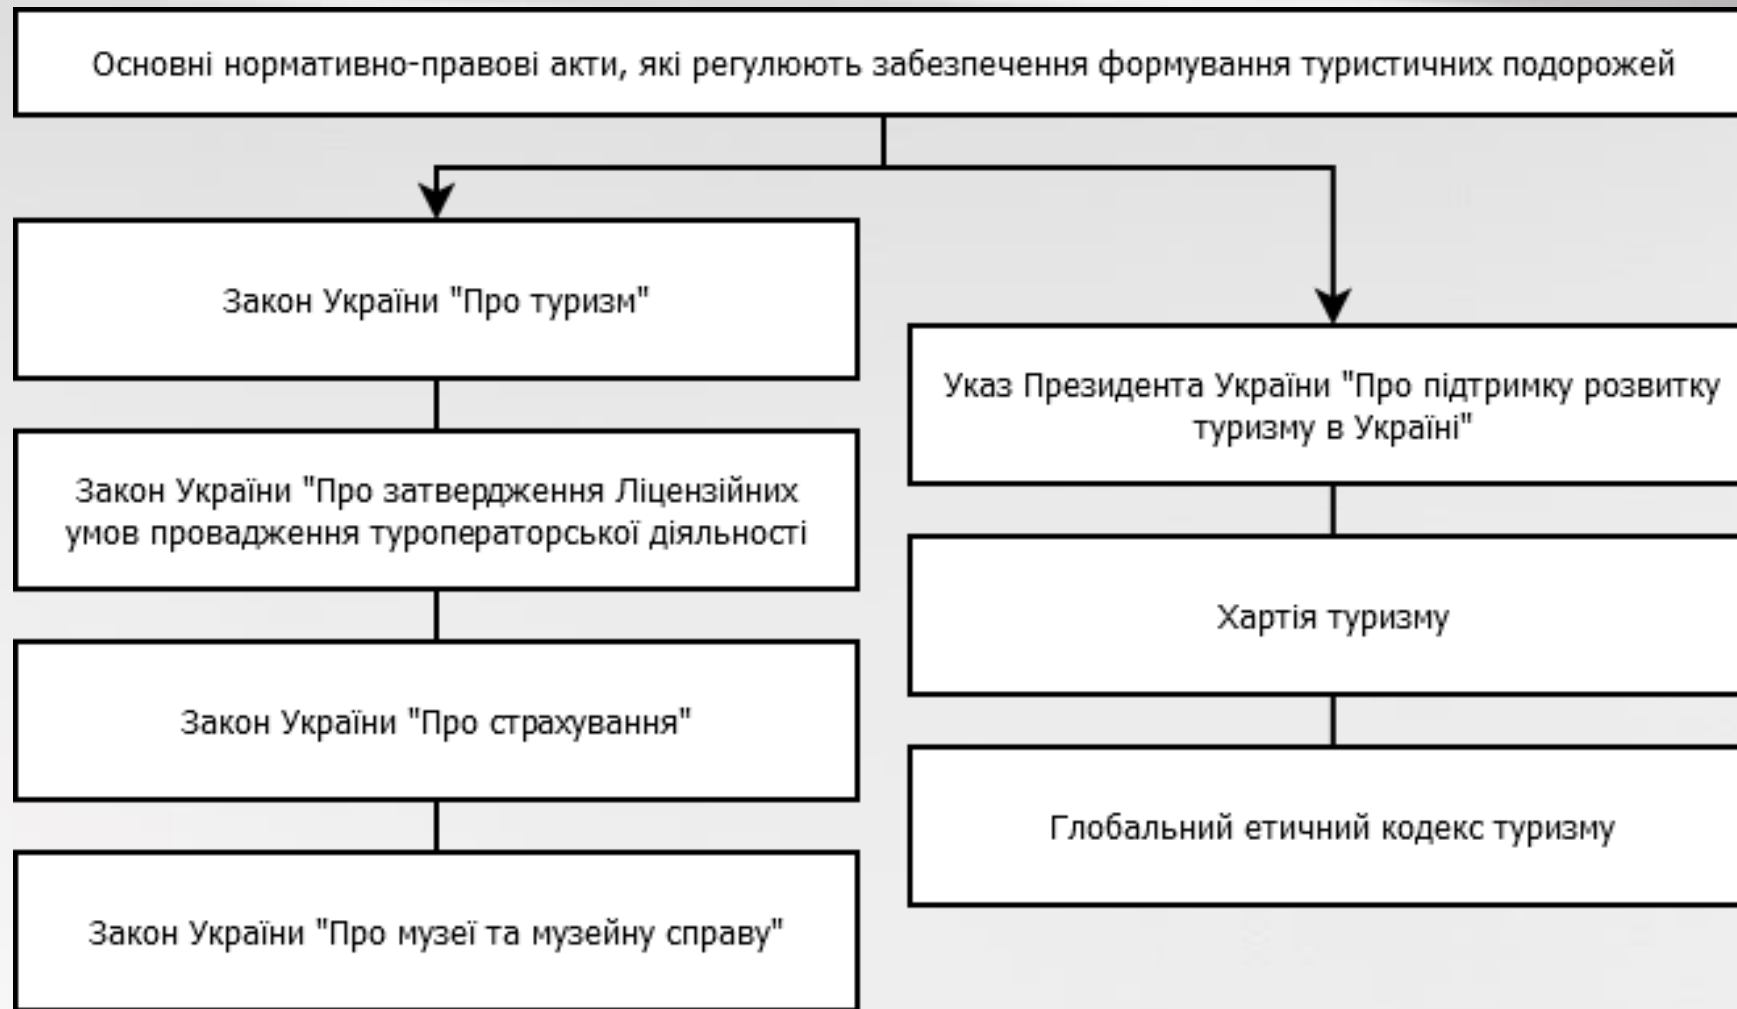 Основні нормативно-правові акти, які регулюють забезпечення формування туристичних подорожей
Закон України "Про туризм"
Закон України "Про затвердження Ліцензійних
умов провадження туроператорської діяльності
Закон України "Про страхування"
Закон України "Про музеї та музейну справу"
Указ Президента України "Про підтримку розвитку
туризму в Україні"
Хартія туризму
Глобальний етичний кодекс туризму